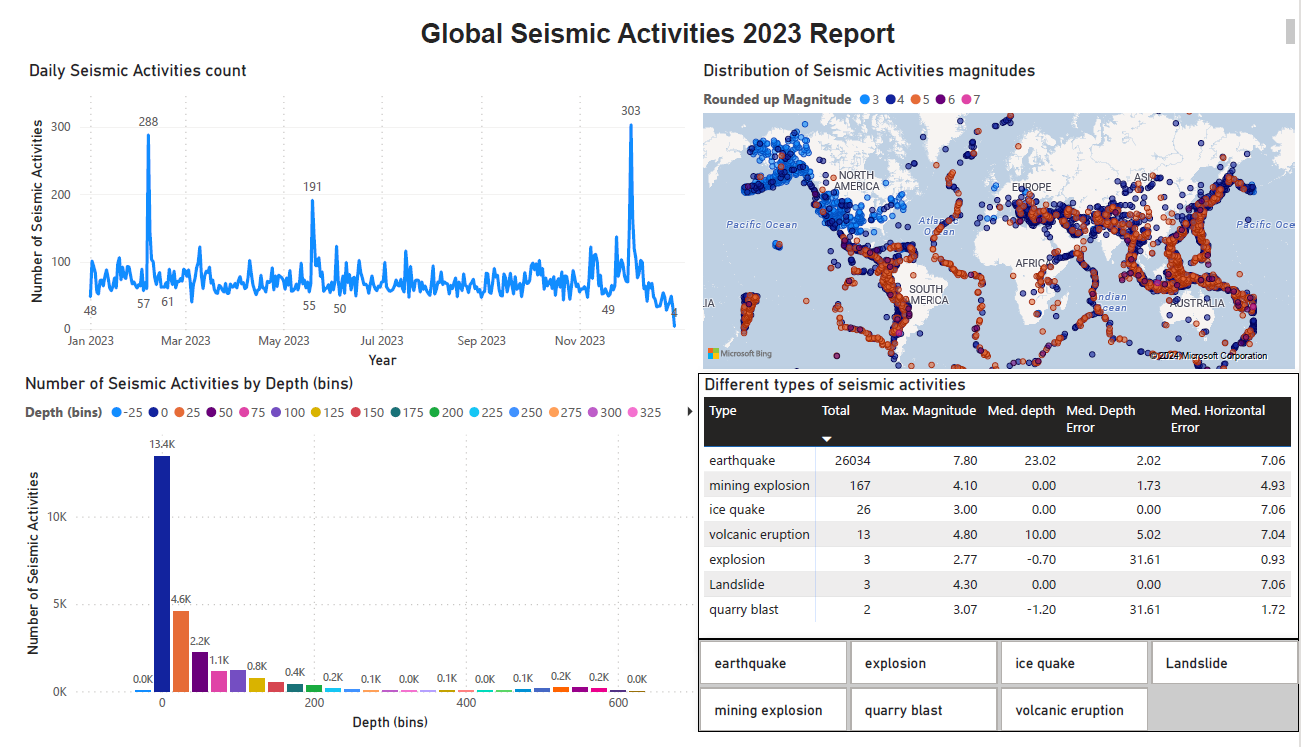 Global Seismic Activities 2023 Report
Daily Seismic Activities count
Number of Seismic Activities
300
200
100
0
288
303
191
48
57
61
55
50
49
4
Jan 2023
Mar 2023
May 2023
Jul 2023
Sep 2023
Nov 2023
Year
Distribution of Seismic Activities magnitudes
Rounded up Magnitude 3 4 5 6 7
NORTH
AMERICA
EUROPE
Pacific Ocean
Ocean
Pacific Oce
SOUTH
AUSTRALIA
Microsoft Bing
© 2024 Microsoft Corporation
Number of Seismic Activities by Depth (bins)
Depth (bins) -25 0 25 50 75 100 125 150 175 200 225 250 275 300 325
Number of Seismic Activities
10K
5K
0K
0.0K
13.4K
4.6K
2.2K
1.1K
0.8K
0.4K
0.2K
0.1K
0.0K
0.1K
0.0K
0.1K
0.2K
0.2K
0.0K
0
200
400
600
Depth (bins)
Different types of seismic activities
Type Total Max. Magnitude Med. depth Med. Depth Error Med. Horizontal Error
earthquake 26034 7.80 23.02 2.02 7.06
mining explosion 167 4.10 0.00 1.73 4.93
ice quake 26 3.00 0.00 0.00 7.06
volcanic eruption 13 4.80 10.00 5.02 7.04
explosion 3 2.77 -0.70 31.61 0.93
Landslide 3 4.30 0.00 0.00 7.06
quarry blast 2 3.07 -1.20 31.61 1.72
earthquake
explosion
ice quake
Landslide
mining explosion
quarry blast
volcanic eruption